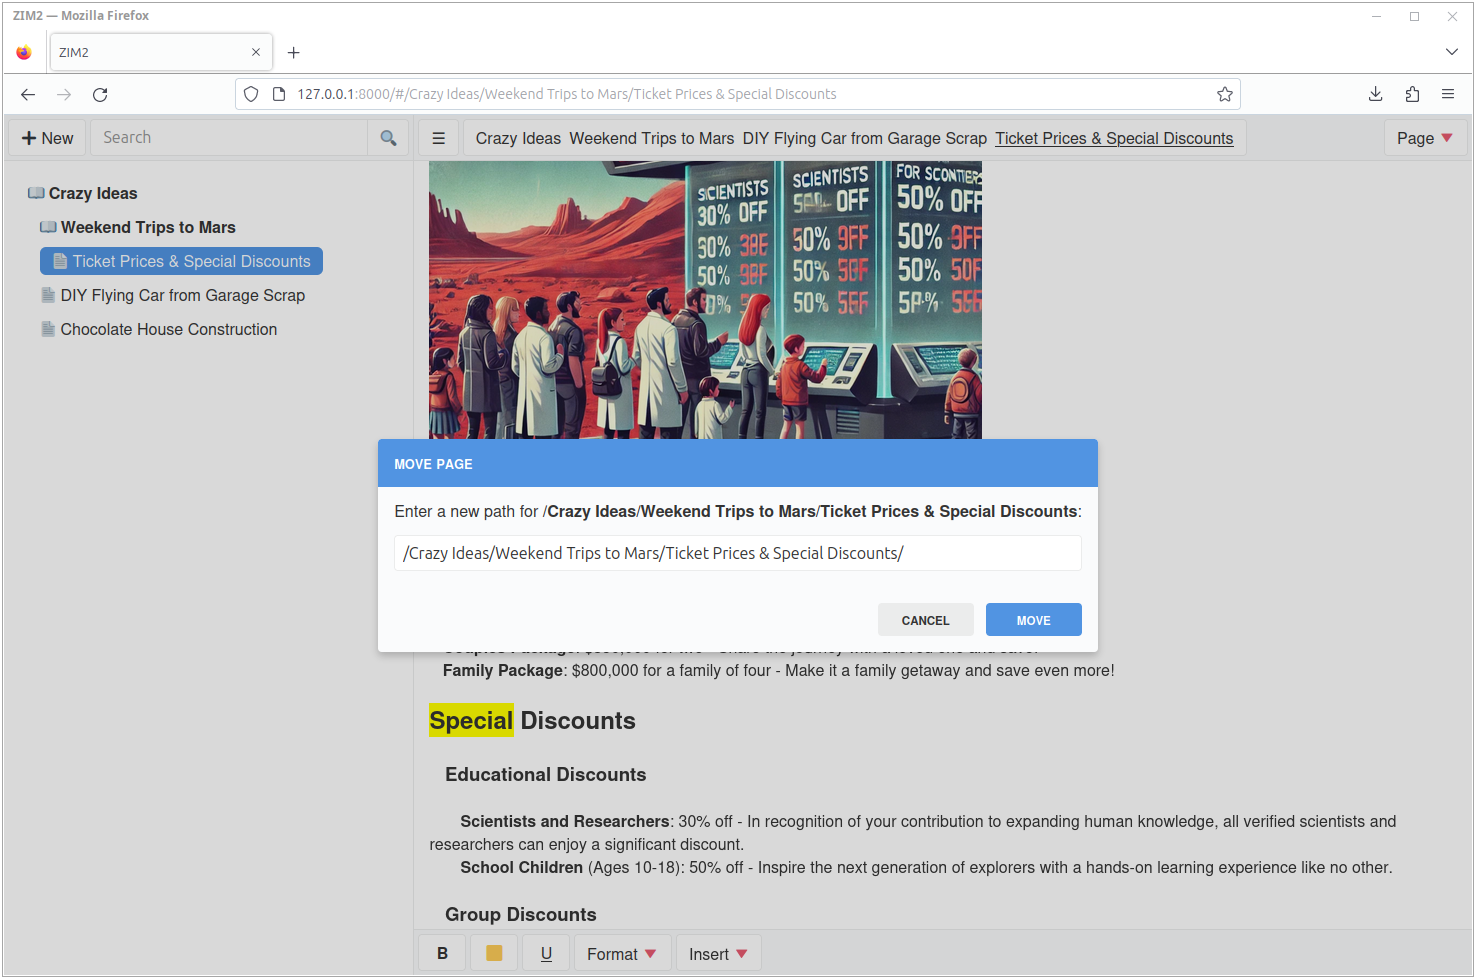 ZIM2 — Mozilla Firefox
ZIM2
127.0.0.1:8000/#/Crazy Ideas/Weekend Trips to Mars/Ticket Prices & Special Discounts
New
Search
Crazy Ideas Weekend Trips to Mars DIY Flying Car from Garage Scrap Ticket Prices & Special Discounts
Page
Crazy Ideas
Weekend Trips to Mars
Ticket Prices & Special Discounts
DIY Flying Car from Garage Scrap
Chocolate House Construction
SCIENTISTS
30% OFF
50%
50%
SCIENTISTS
OFF
50% 9FF
50%
50%
FOR
50% OFF
50% 9FF
50%
MOVE PAGE
Enter a new path for /Crazy Ideas/Weekend Trips to Mars/Ticket Prices & Special Discounts:
/Crazy Ideas/Weekend Trips to Mars/Ticket Prices & Special Discounts/
CANCEL
MOVE
Family Package: $800,000 for a family of four - Make it a family getaway and save even more!
Special Discounts
Educational Discounts
Scientists and Researchers: 30% off - In recognition of your contribution to expanding human knowledge, all verified scientists and
researchers can enjoy a significant discount.
School Children (Ages 10-18): 50% off - Inspire the next generation of explorers with a hands-on learning experience like no other.
Group Discounts
B
U
Format
Insert